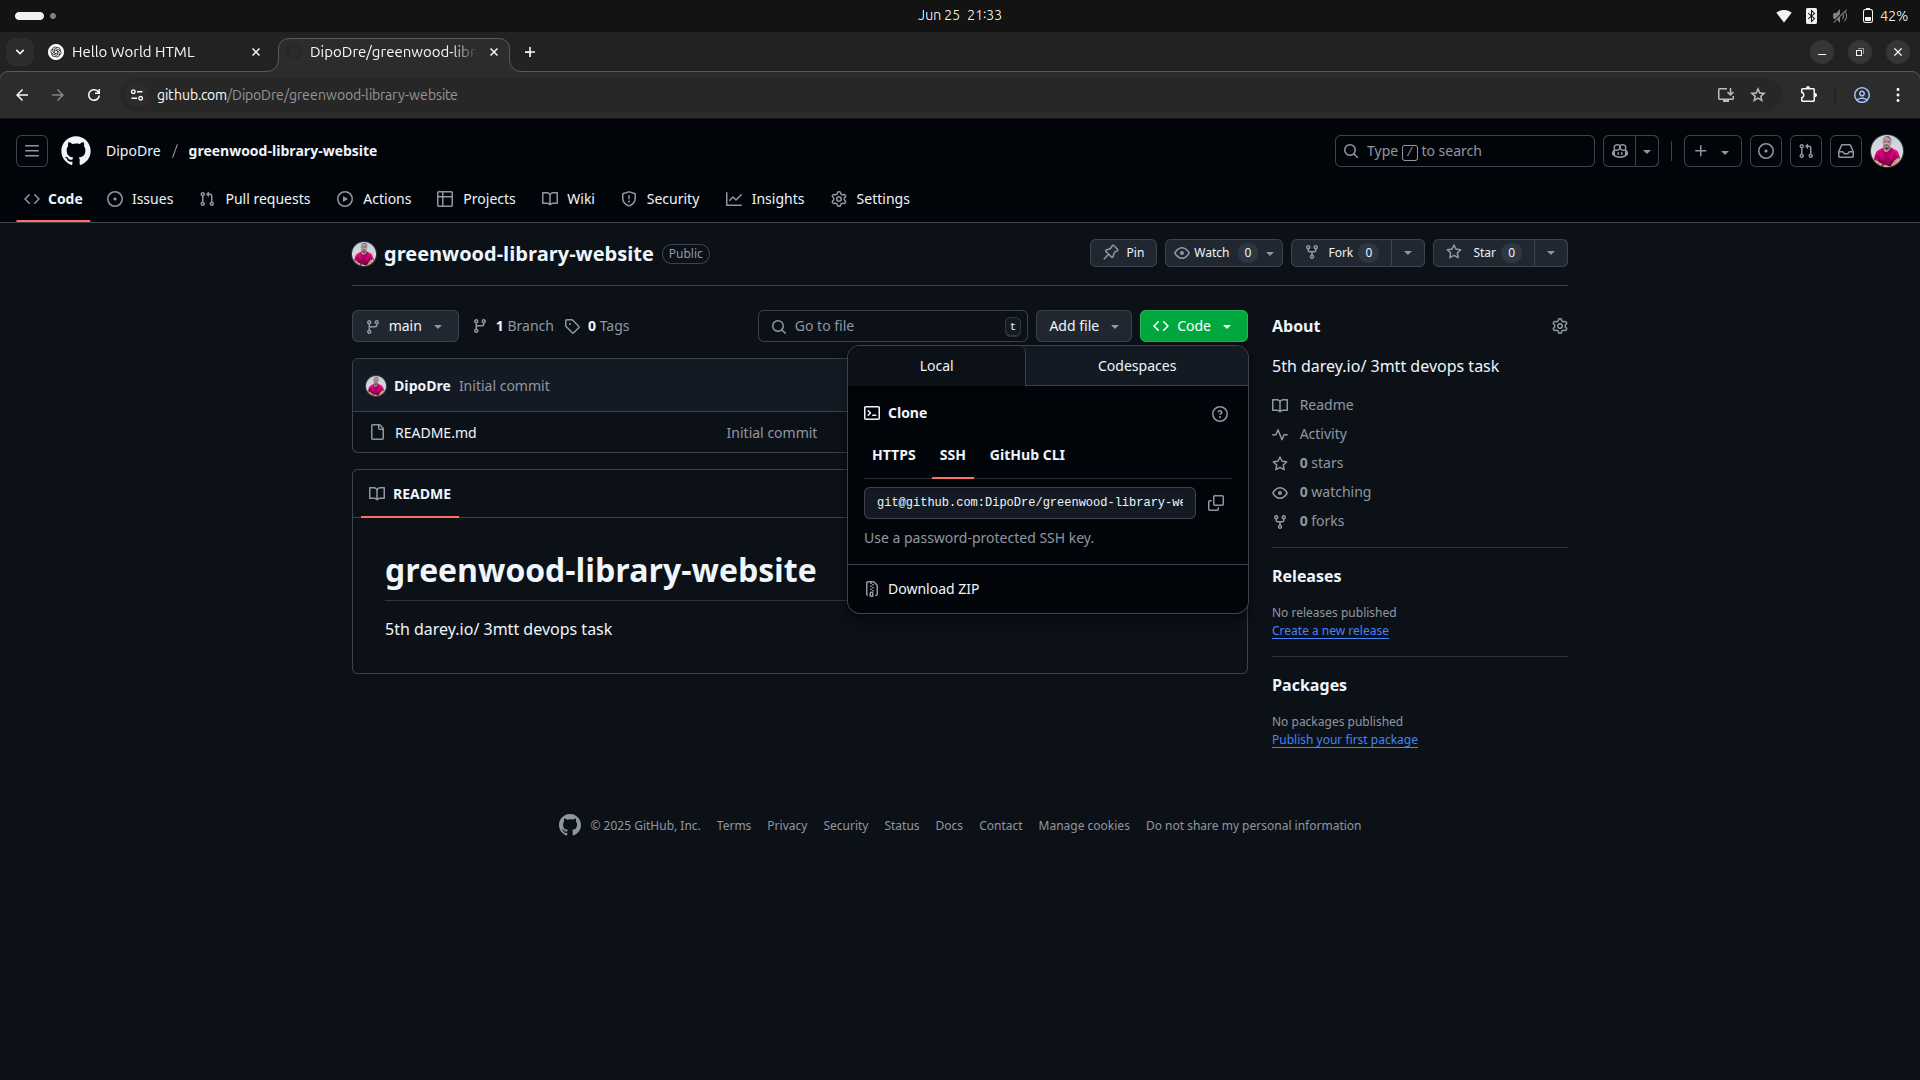 Jun 25 21:33
42%
Hello World HTML
DipoDre/greenwood-libr
github.com/DipoDre/greenwood-library-website
DipoDre / greenwood-library-website
Type / to search
Code
Issues
Pull requests
Actions
Projects
Wiki
Security
Insights
Settings
greenwood-library-website Public
Pin
Watch 0
Fork 0
Star 0
main
1 Branch
0 Tags
Go to file t
Add file
Code
DipoDre Initial commit
README.md Initial commit
README
greenwood-library-website
5th darey.io/ 3mtt devops task
Local
Codespaces
Clone
HTTPS
SSH
GitHub CLI
git@github.com:DipoDre/greenwood-library-we
Use a password-protected SSH key.
Download ZIP
About
5th darey.io/ 3mtt devops task
Readme
Activity
0 stars
0 watching
0 forks
Releases
No releases published
Create a new release
Packages
No packages published
Publish your first package
© 2025 GitHub, Inc. Terms Privacy Security Status Docs Contact Manage cookies Do not share my personal information